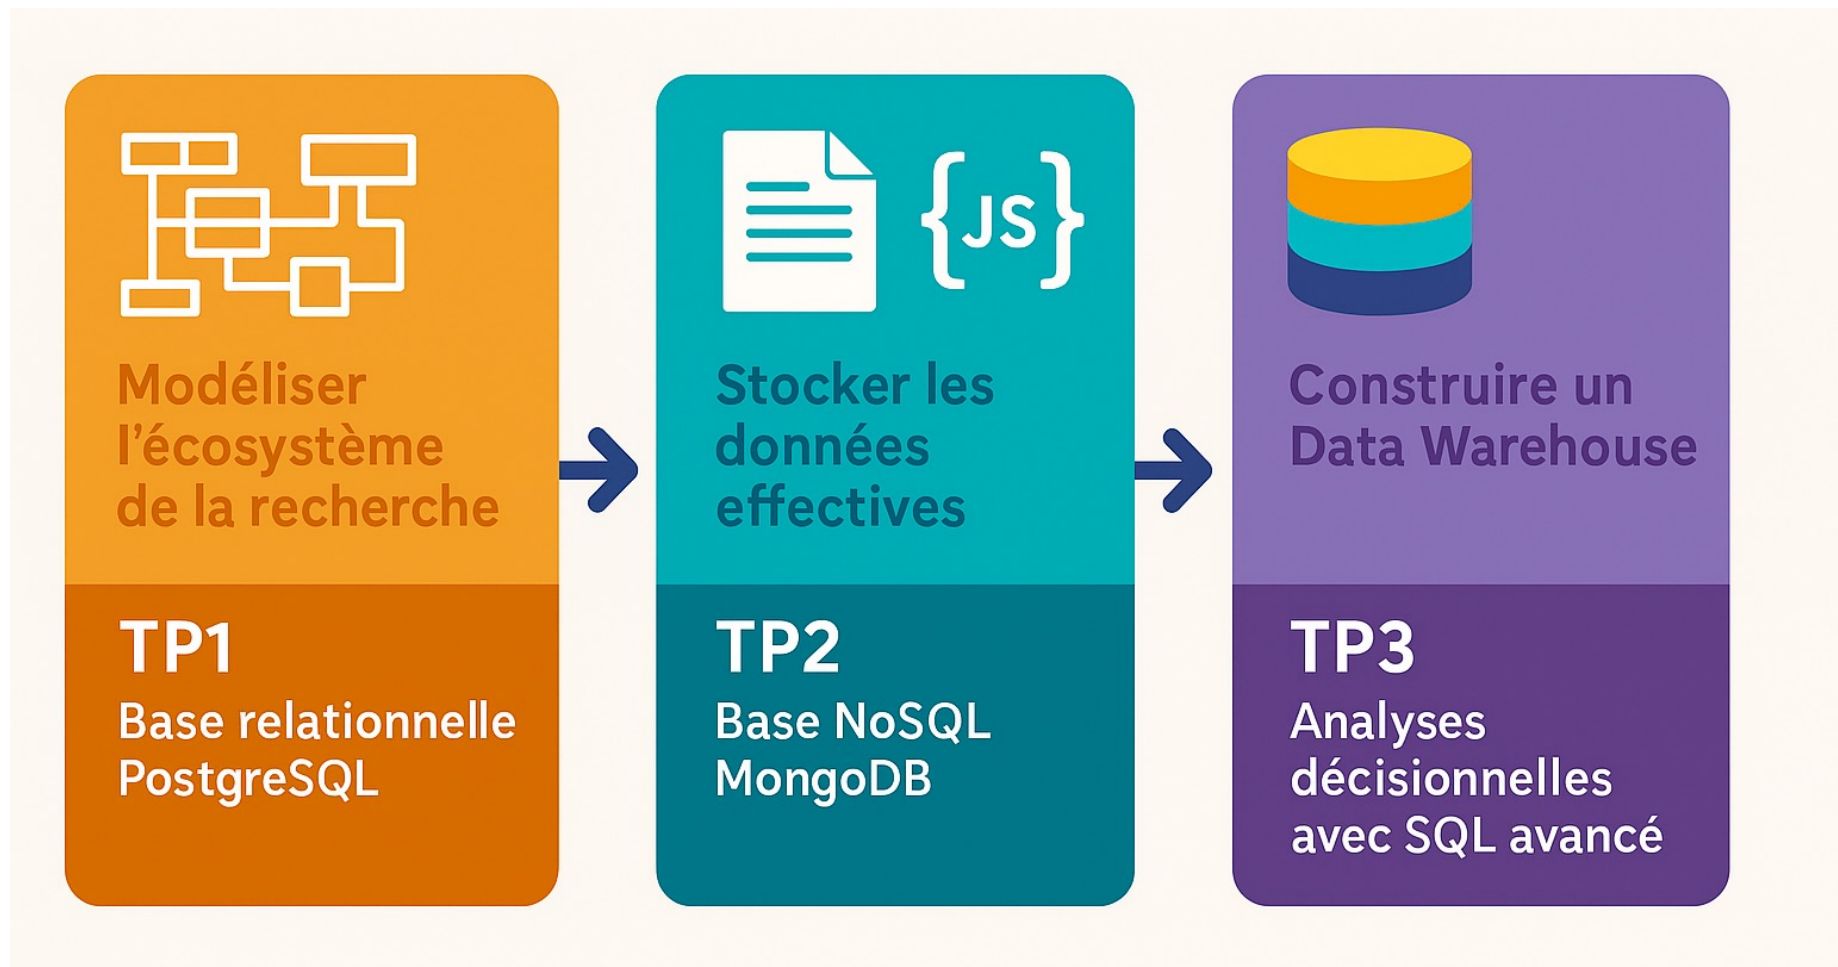 Modéliser
l'écosystème
de la recherche
TP1
Base relationnelle
PostgreSQL
{JS}
Stocker les
données
effectives
TP2
Base NoSQL
MongoDB
Construire un
Data Warehouse
TP3
Analyses
décisionnelles
avec SQL avancé